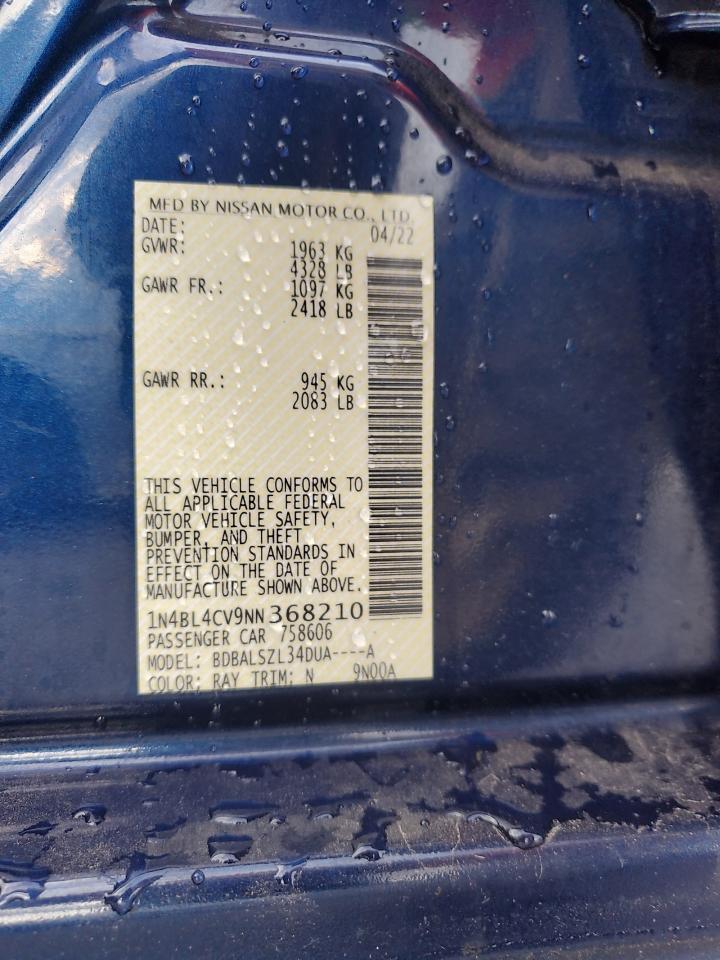 MFD BY NISSAN MOTOR CO., LTD.
DATE: 04/22
GVWR: 1963 KG
4328 LB
GAWR FR.: 1097 KG
2418 LB
GAWR RR.: 945 KG
2083 LB
THIS VEHICLE CONFORMS TO
ALL APPLICABLE FEDERAL
MOTOR VEHICLE SAFETY,
BUMPER, AND THEFT
PREVENTION STANDARDS IN
EFFECT ON THE DATE OF
MANUFACTURE SHOWN ABOVE.
1N4BL4CV9NN368210
PASSENGER CAR 758606
MODEL: BDBALSZL34DUA----A
COLOR; RAY TRIM: N 9N00A